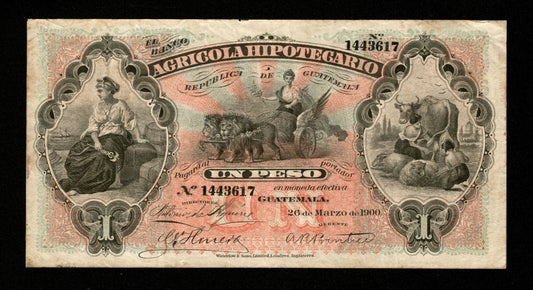 EL BANCO
Nº. 1443617
AGRICOLA HIPOTECARIO
REPUBLICA DE GUATEMALA
Pagará al portador
UN PESO
Nº. 1443617
en moneda efectiva
GUATEMALA.
DIRECTORES
26 de Marzo de 1900.
GERENTE
1
1
Waterlow & Sons, Limited, Londres, Inglaterra